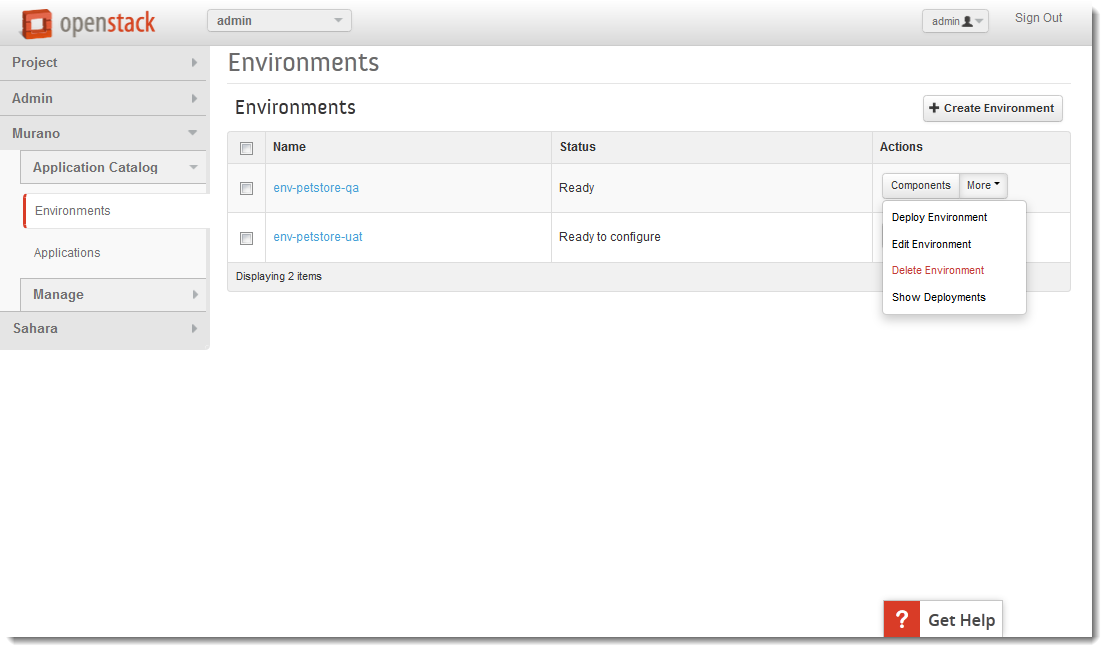 openstack
admin
admin
Sign Out
Project
Admin
Murano
Application Catalog
Environments
Applications
Manage
Sahara
Environments
Environments
+ Create Environment
Name
Status
Actions
env-petstore-qa
Ready
Components
More
Deploy Environment
Edit Environment
Delete Environment
Show Deployments
env-petstore-uat
Ready to configure
Displaying 2 items
? Get Help